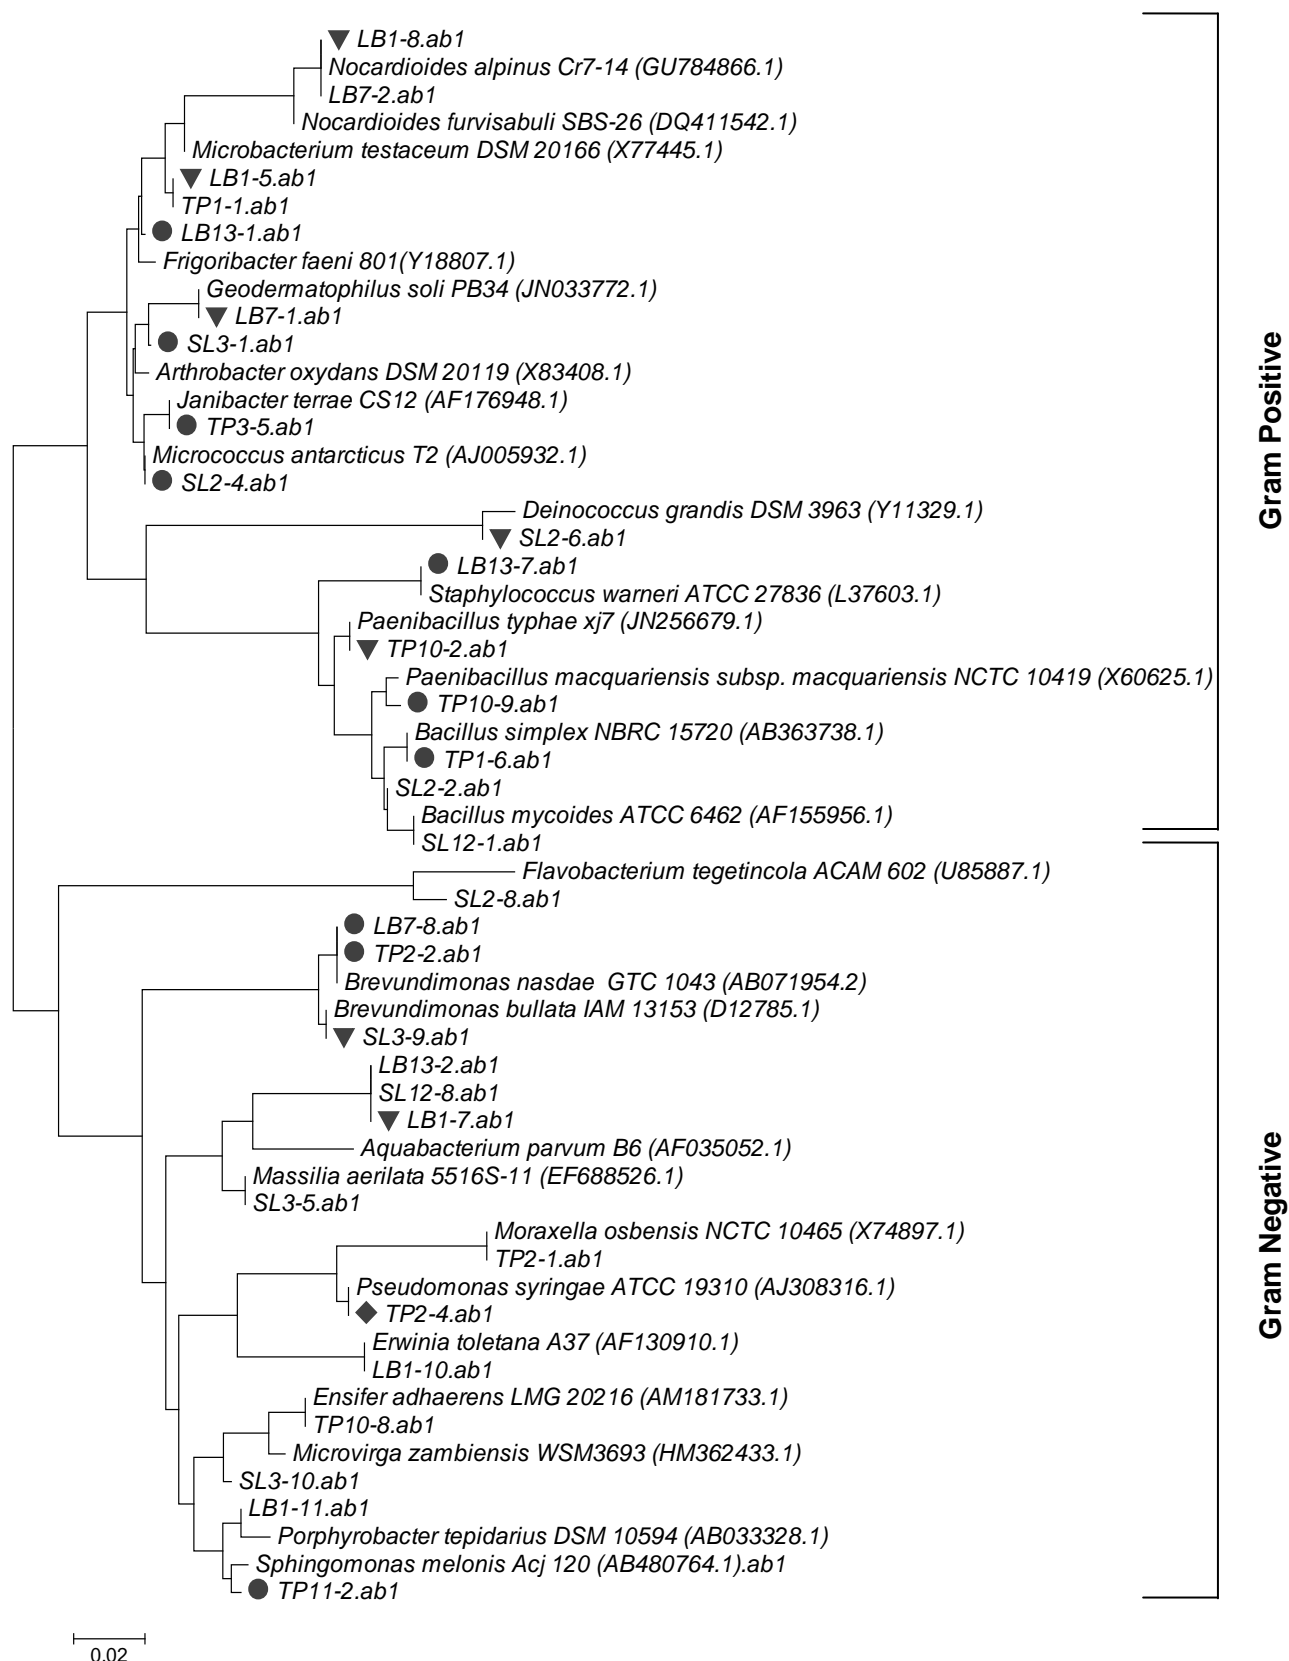 LB1-8.ab1
Nocardioides alpinus Cr7-14 (GU784866.1)
LB7-2.ab1
Nocardioides furvisabuli SBS-26 (DQ411542.1)
Microbacterium testaceum DSM 20166 (X77445.1)
LB1-5.ab1
TP1-1.ab1
LB13-1.ab1
Frigoribacter faeni 801(Y18807.1)
Geodermatophilus soli PB34 (JN033772.1)
LB7-1.ab1
SL3-1.ab1
Arthrobacter oxydans DSM 20119 (X83408.1)
Janibacter terrae CS12 (AF176948.1)
TP3-5.ab1
Micrococcus antarcticus T2 (AJ005932.1)
SL2-4.ab1
Deinococcus grandis DSM 3963 (Y11329.1)
SL2-6.ab1
LB13-7.ab1
Staphylococcus warneri ATCC 27836 (L37603.1)
Paenibacillus typhae xj7 (JN256679.1)
TP10-2.ab1
Paenibacillus macquariensis subsp. macquariensis NCTC 10419 (X60625.1)
TP10-9.ab1
Bacillus simplex NBRC 15720 (AB363738.1)
TP1-6.ab1
SL2-2.ab1
Bacillus mycoides ATCC 6462 (AF155956.1)
SL12-1.ab1
Gram Positive
Flavobacterium tegetincola ACAM 602 (U85887.1)
SL2-8.ab1
LB7-8.ab1
TP2-2.ab1
Brevundimonas nasdae GTC 1043 (AB071954.2)
Brevundimonas bullata IAM 13153 (D12785.1)
SL3-9.ab1
LB13-2.ab1
SL12-8.ab1
LB1-7.ab1
Aquabacterium parvum B6 (AF035052.1)
Massilia aerilata 5516S-11 (EF688526.1)
SL3-5.ab1
Moraxella osbensis NCTC 10465 (X74897.1)
TP2-1.ab1
Pseudomonas syringae ATCC 19310 (AJ308316.1)
TP2-4.ab1
Erwinia toletana A37 (AF130910.1)
LB1-10.ab1
Ensifer adhaerens LMG 20216 (AM181733.1)
TP10-8.ab1
Microvirga zambiensis WSM3693 (HM362433.1)
SL3-10.ab1
LB1-11.ab1
Porphyrobacter tepidarius DSM 10594 (AB033328.1)
Sphingomonas melonis Acj 120 (AB480764.1).ab1
TP11-2.ab1
Gram Negative
0.02